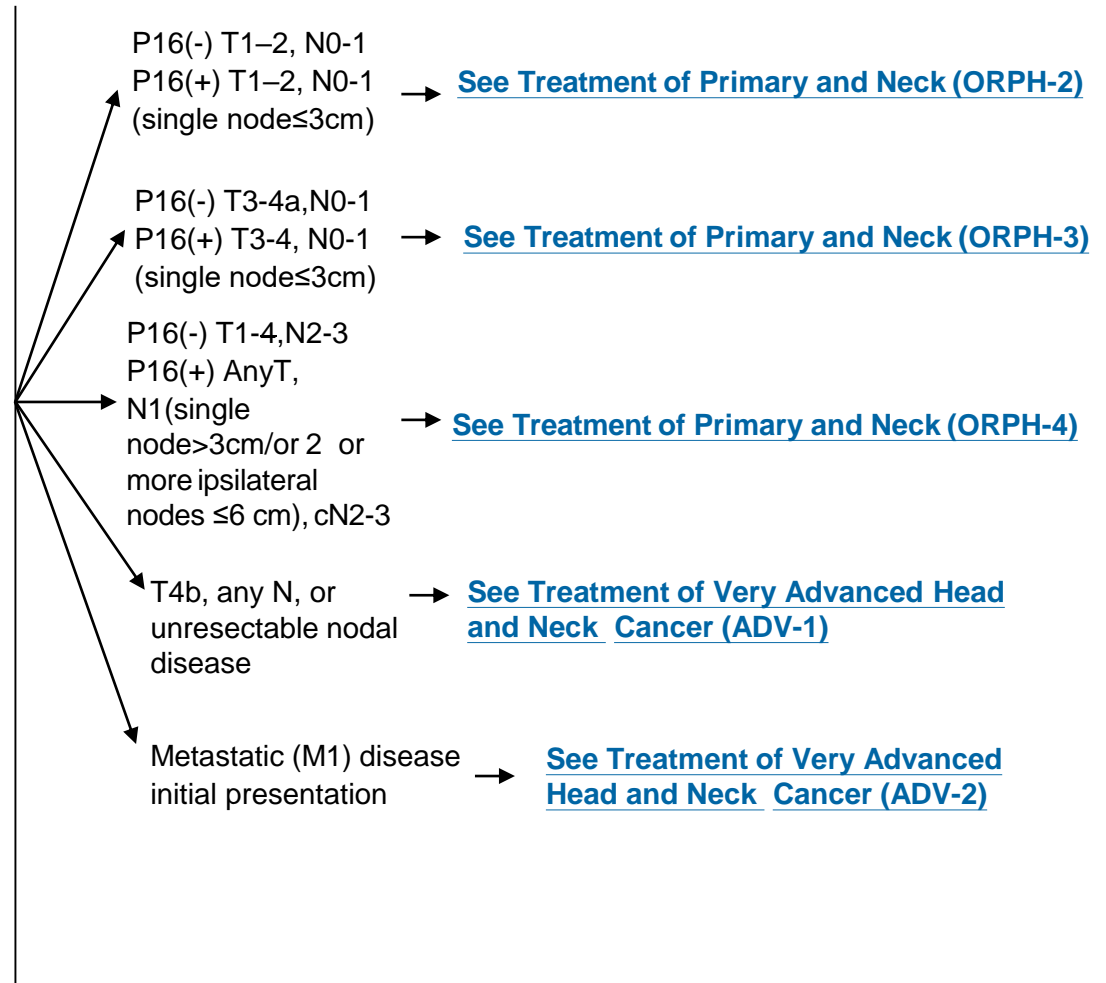 P16(-) T1–2, N0-1
P16(+) T1–2, N0-1
(single node≤3cm)
See Treatment of Primary and Neck (ORPH-2)
P16(-) T3-4a,N0-1
P16(+) T3-4, N0-1
(single node≤3cm)
See Treatment of Primary and Neck (ORPH-3)
P16(-) T1-4,N2-3
P16(+) AnyT,
N1(single
node>3cm/or 2 or
more ipsilateral
nodes ≤6 cm), cN2-3
See Treatment of Primary and Neck (ORPH-4)
T4b, any N, or
unresectable nodal
disease
See Treatment of Very Advanced Head
and Neck Cancer (ADV-1)
Metastatic (M1) disease
initial presentation
See Treatment of Very Advanced
Head and Neck Cancer (ADV-2)